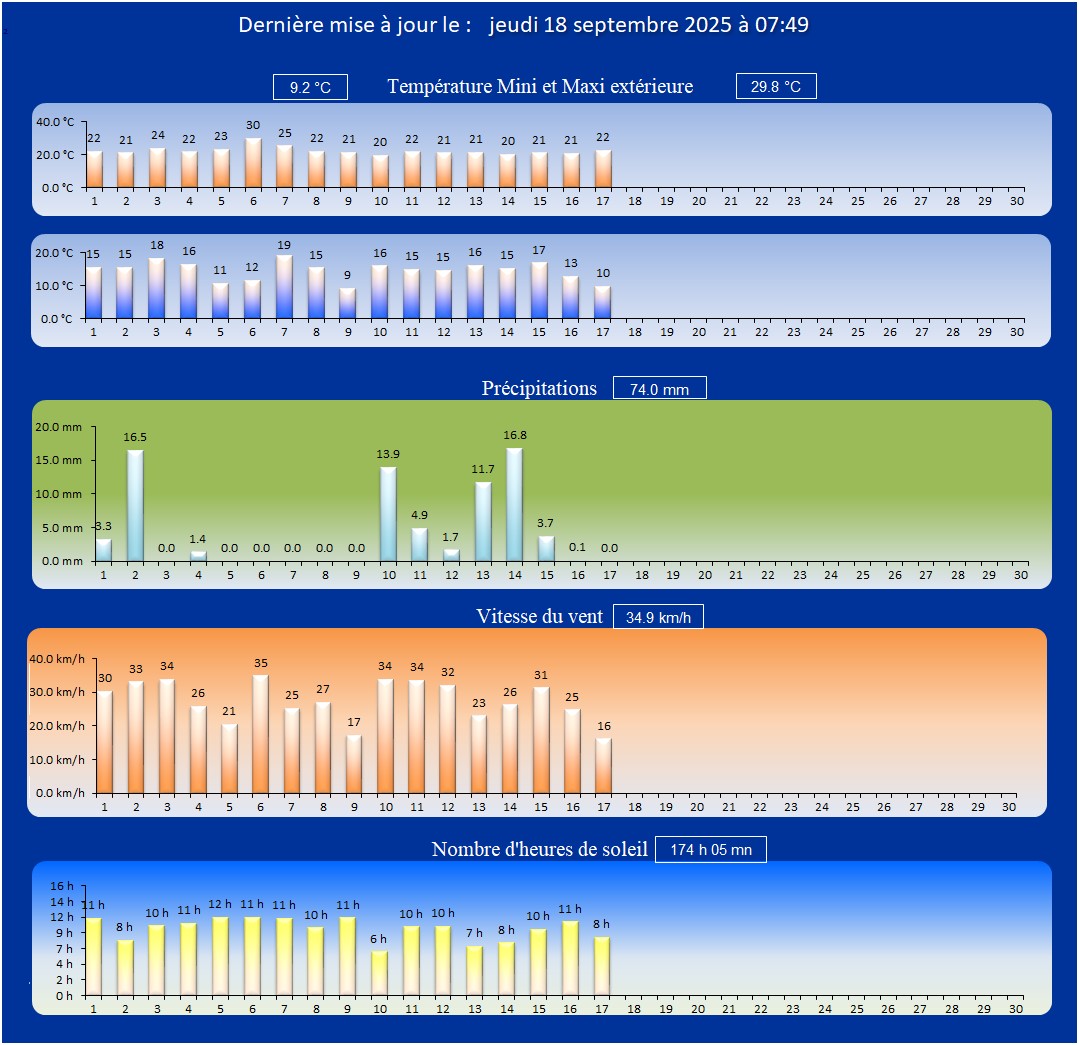 Dernière mise à jour le : jeudi 18 septembre 2025 à 07:49
9.2 °C Température Mini et Maxi extérieure 29.8 °C
40.0 °C
20.0 °C
0.0 °C
22 21 24 22 23 30 25 22 21 20 22 21 21 20 21 21 22
1 2 3 4 5 6 7 8 9 10 11 12 13 14 15 16 17 18 19 20 21 22 23 24 25 26 27 28 29 30
20.0 °C
10.0 °C
0.0 °C
15 15 18 16 11 12 19 15 9 16 15 15 16 15 17 13 10
1 2 3 4 5 6 7 8 9 10 11 12 13 14 15 16 17 18 19 20 21 22 23 24 25 26 27 28 29 30
Précipitations 74.0 mm
20.0 mm
15.0 mm
10.0 mm
5.0 mm
0.0 mm
3.3 16.5 0.0 1.4 0.0 0.0 0.0 0.0 0.0 13.9 4.9 1.7 11.7 16.8 3.7 0.1 0.0
1 2 3 4 5 6 7 8 9 10 11 12 13 14 15 16 17 18 19 20 21 22 23 24 25 26 27 28 29 30
Vitesse du vent 34.9 km/h
40.0 km/h
30.0 km/h
20.0 km/h
10.0 km/h
0.0 km/h
30 33 34 26 21 35 25 27 17 34 34 32 23 26 31 25 16
1 2 3 4 5 6 7 8 9 10 11 12 13 14 15 16 17 18 19 20 21 22 23 24 25 26 27 28 29 30
Nombre d'heures de soleil 174 h 05 mn
16 h
14 h
12 h
9 h
7 h
4 h
2 h
0 h
11 h 8 h 10 h 11 h 12 h 11 h 11 h 10 h 11 h 6 h 10 h 10 h 7 h 8 h 10 h 11 h 8 h
1 2 3 4 5 6 7 8 9 10 11 12 13 14 15 16 17 18 19 20 21 22 23 24 25 26 27 28 29 30